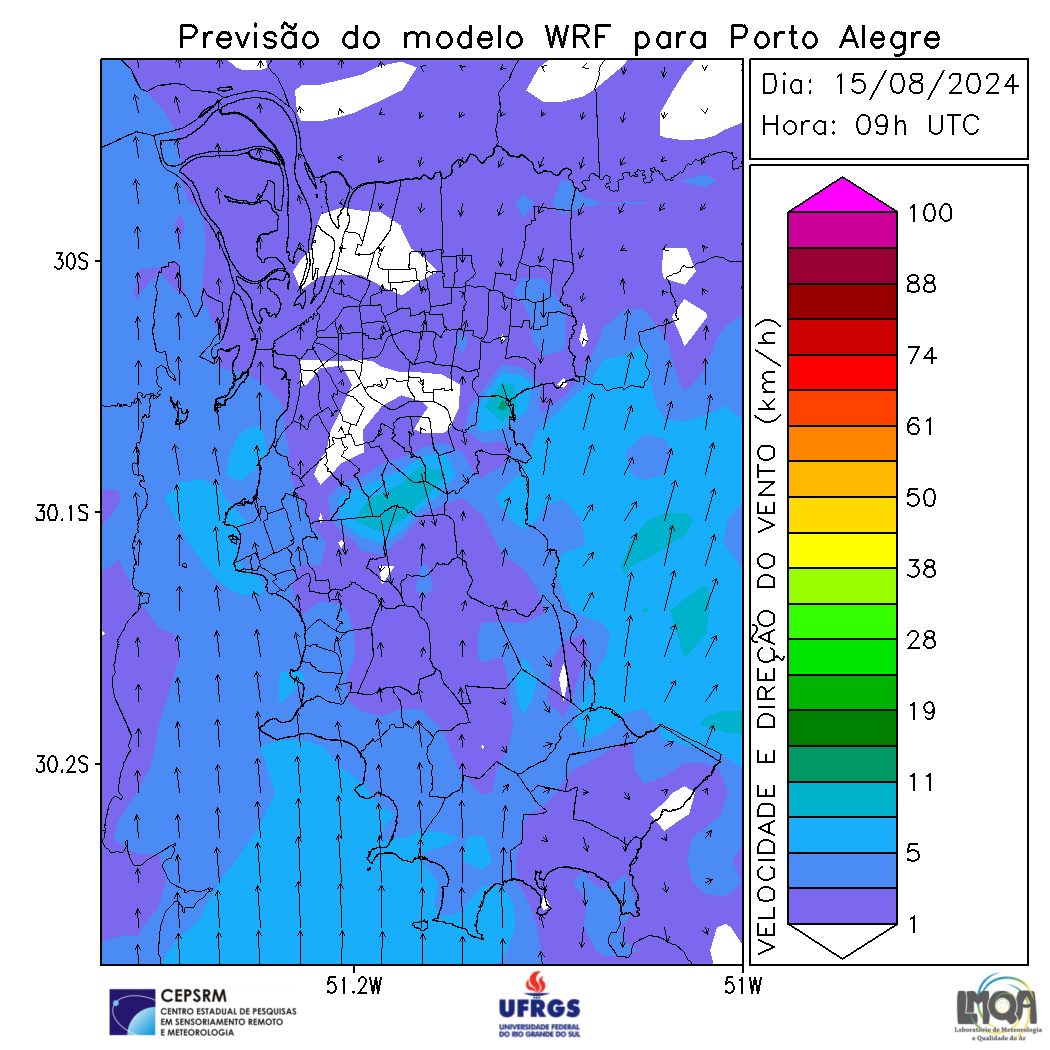 Previsão do modelo WRF para Porto Alegre
Dia: 15/08/2024
Hora: 09h UTC
30S
30.1S
30.2S
51.2W
51W
VELOCIDADE E DIREÇÃO DO VENTO (km/h)
100
88
74
61
50
38
28
19
11
5
1
CEPSRM
CENTRO ESTADUAL DE PESQUISAS
EM SENSORIAMENTO REMOTO
E METEOROLOGIA
UFRGS
UNIVERSIDADE FEDERAL
DO RIO GRANDE DO SUL
LMQA
Laboratório de Meteorologia
e Qualidade do Ar